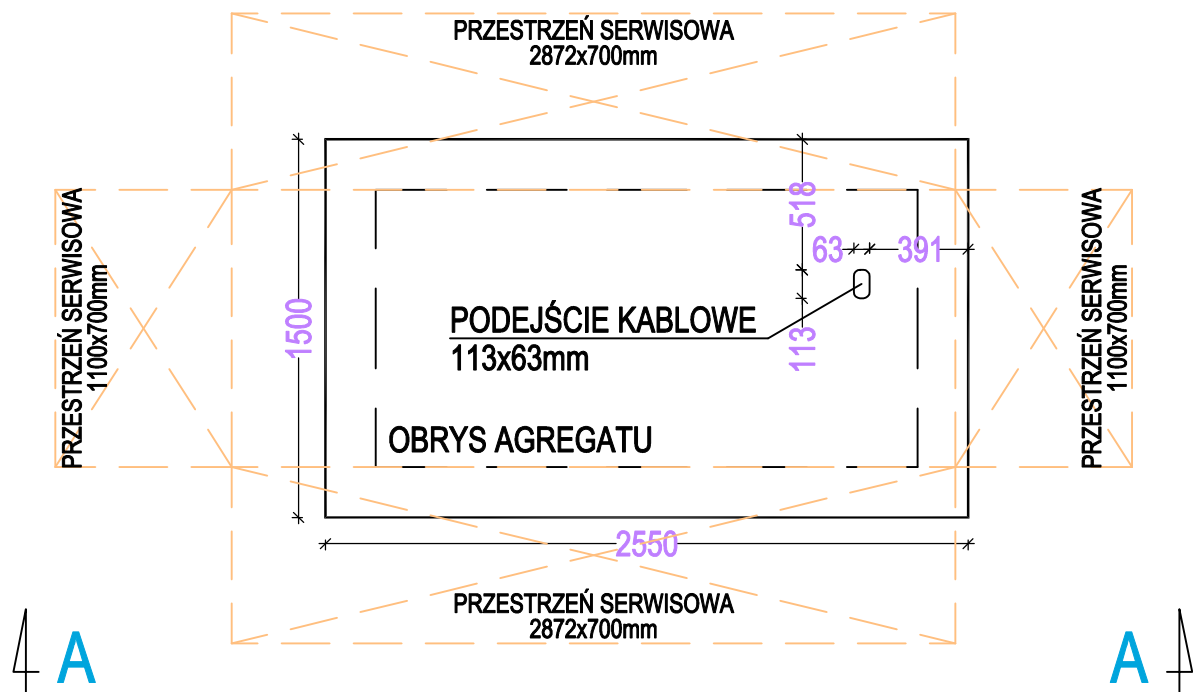 PRZESTRZEŃ SERWISOWA
2872x700mm
PRZESTRZEŃ SERWISOWA
1100x700mm
1500
518
63
391
PODEJŚCIE KABLOWE
113x63mm
113
OBRYS AGREGATU
PRZESTRZEŃ SERWISOWA
1100x700mm
2550
PRZESTRZEŃ SERWISOWA
2872x700mm
A
A